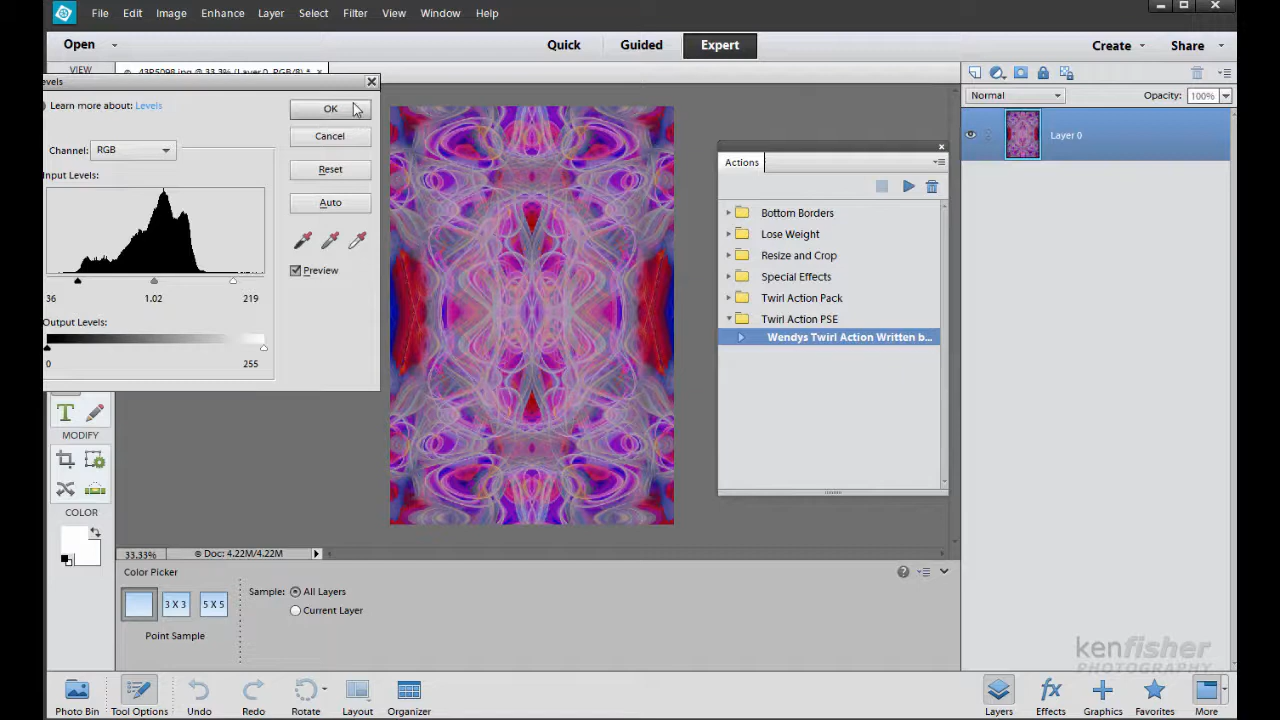 File Edit Image Enhance Layer Select Filter View Window Help
Open Quick Guided Expert Create Share
VIEW
Learn more about: Levels
OK
Cancel
Reset
Auto
Preview
Channel: RGB
Input Levels:
36 1.02 219
Output Levels:
0 255
Actions
Bottom Borders
Lose Weight
Resize and Crop
Special Effects
Twirl Action Pack
Twirl Action PSE
Wendys Twirl Action Written b...
Normal Opacity: 100%
Layer 0
T
MODIFY
COLOR
33.33% Doc: 4.22M/4.22M
Color Picker
3 X 3 5 X 5
Point Sample
Sample: All Layers
Current Layer
kenfisher
PHOTOGRAPHY
Photo Bin Tool Options Undo Redo Rotate Layout Organizer
Layers Effects Graphics Favorites More